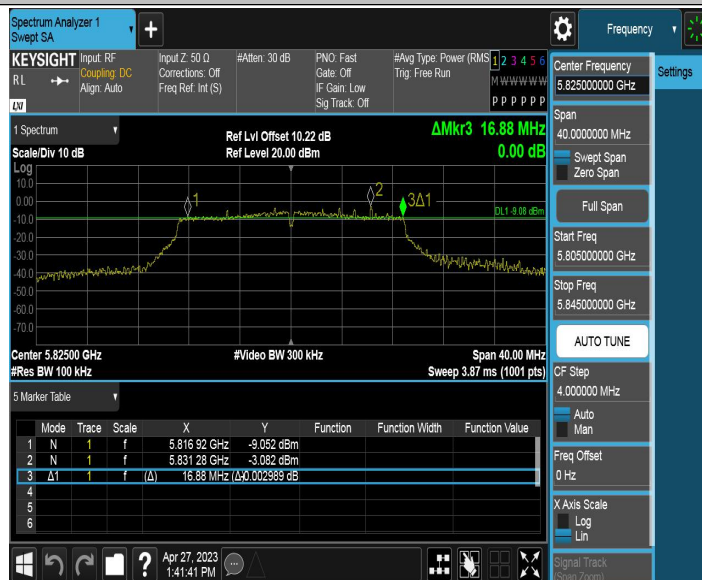 Spectrum Analyzer 1
Swept SA
+
Frequency
KEYSIGHT
RL
LXI
Input: RF
Coupling: DC
Align: Auto
Input Z: 50 Ω
Corrections: Off
Freq Ref: Int (S)
#Atten: 30 dB
PNO: Fast
Gate: Off
IF Gain: Low
Sig Track: Off
#Avg Type: Power (RMS
Trig: Free Run
1 2 3 4 5 6
M W W W W W
P P P P P P
1 Spectrum
Scale/Div 10 dB
Ref Lvl Offset 10.22 dB
Ref Level 20.00 dBm
ΔMkr3 16.88 MHz
0.00 dB
Log
10.0
0.00
-10.0
-20.0
-30.0
-40.0
-50.0
-60.0
-70.0
1
2
3Δ1
DL1 -9.08 dBm
Center 5.82500 GHz
#Res BW 100 kHz
#Video BW 300 kHz
Span 40.00 MHz
Sweep 3.87 ms (1001 pts)
5 Marker Table
Mode Trace Scale X Y Function Function Width Function Value
1 N 1 f 5.816 92 GHz -9.052 dBm
2 N 1 f 5.831 28 GHz -3.082 dBm
3 Δ1 1 f (Δ) 16.88 MHz (Δ)-0.002989 dB
4
5
6
?
Apr 27, 2023
1:41:41 PM
Center Frequency
5.825000000 GHz
Settings
Span
40.0000000 MHz
Swept Span
Zero Span
Full Span
Start Freq
5.805000000 GHz
Stop Freq
5.845000000 GHz
AUTO TUNE
CF Step
4.000000 MHz
Auto
Man
Freq Offset
0 Hz
X Axis Scale
Log
Lin
Signal Track
(Span Zoom)